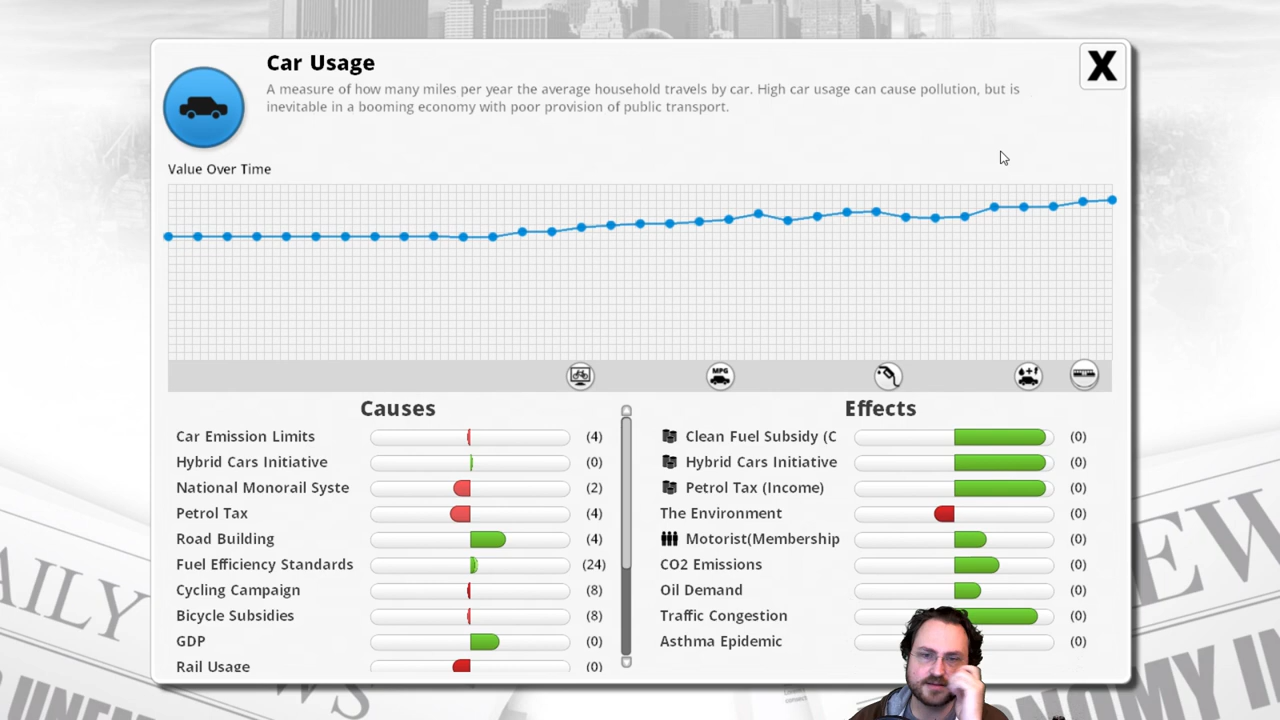 Car Usage
X
A measure of how many miles per year the average household travels by car. High car usage can cause pollution, but is
inevitable in a booming economy with poor provision of public transport.
Value Over Time
MPG
Causes
Effects
Car Emission Limits (4)
Hybrid Cars Initiative (0)
National Monorail Syste (2)
Petrol Tax (4)
Road Building (4)
Fuel Efficiency Standards (24)
Cycling Campaign (8)
Bicycle Subsidies (8)
GDP (0)
Rail Usage (0)
Clean Fuel Subsidy (C (0)
Hybrid Cars Initiative (0)
Petrol Tax (Income) (0)
The Environment (0)
Motorist(Membership (0)
CO2 Emissions (0)
Oil Demand (0)
Traffic Congestion (0)
Asthma Epidemic (0)